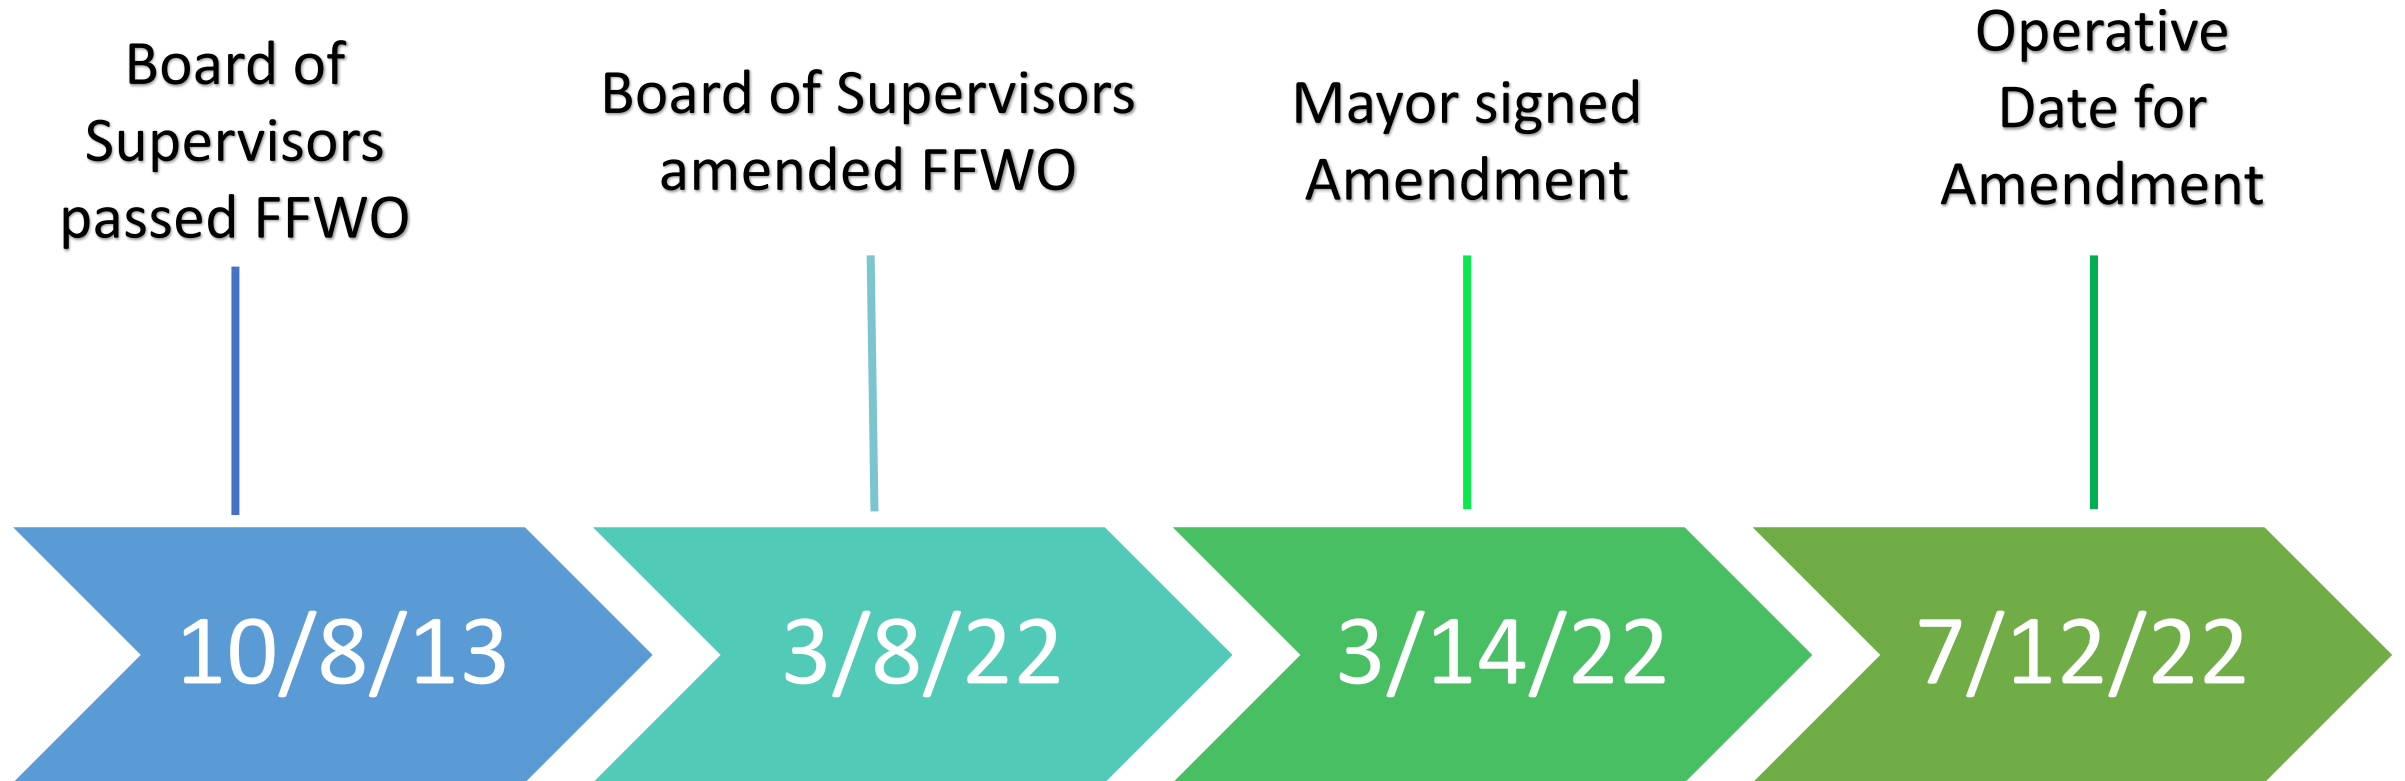 Board of
Supervisors
passed FFWO
10/8/13
Board of Supervisors
amended FFWO
3/8/22
Mayor signed
Amendment
3/14/22
Operative
Date for
Amendment
7/12/22